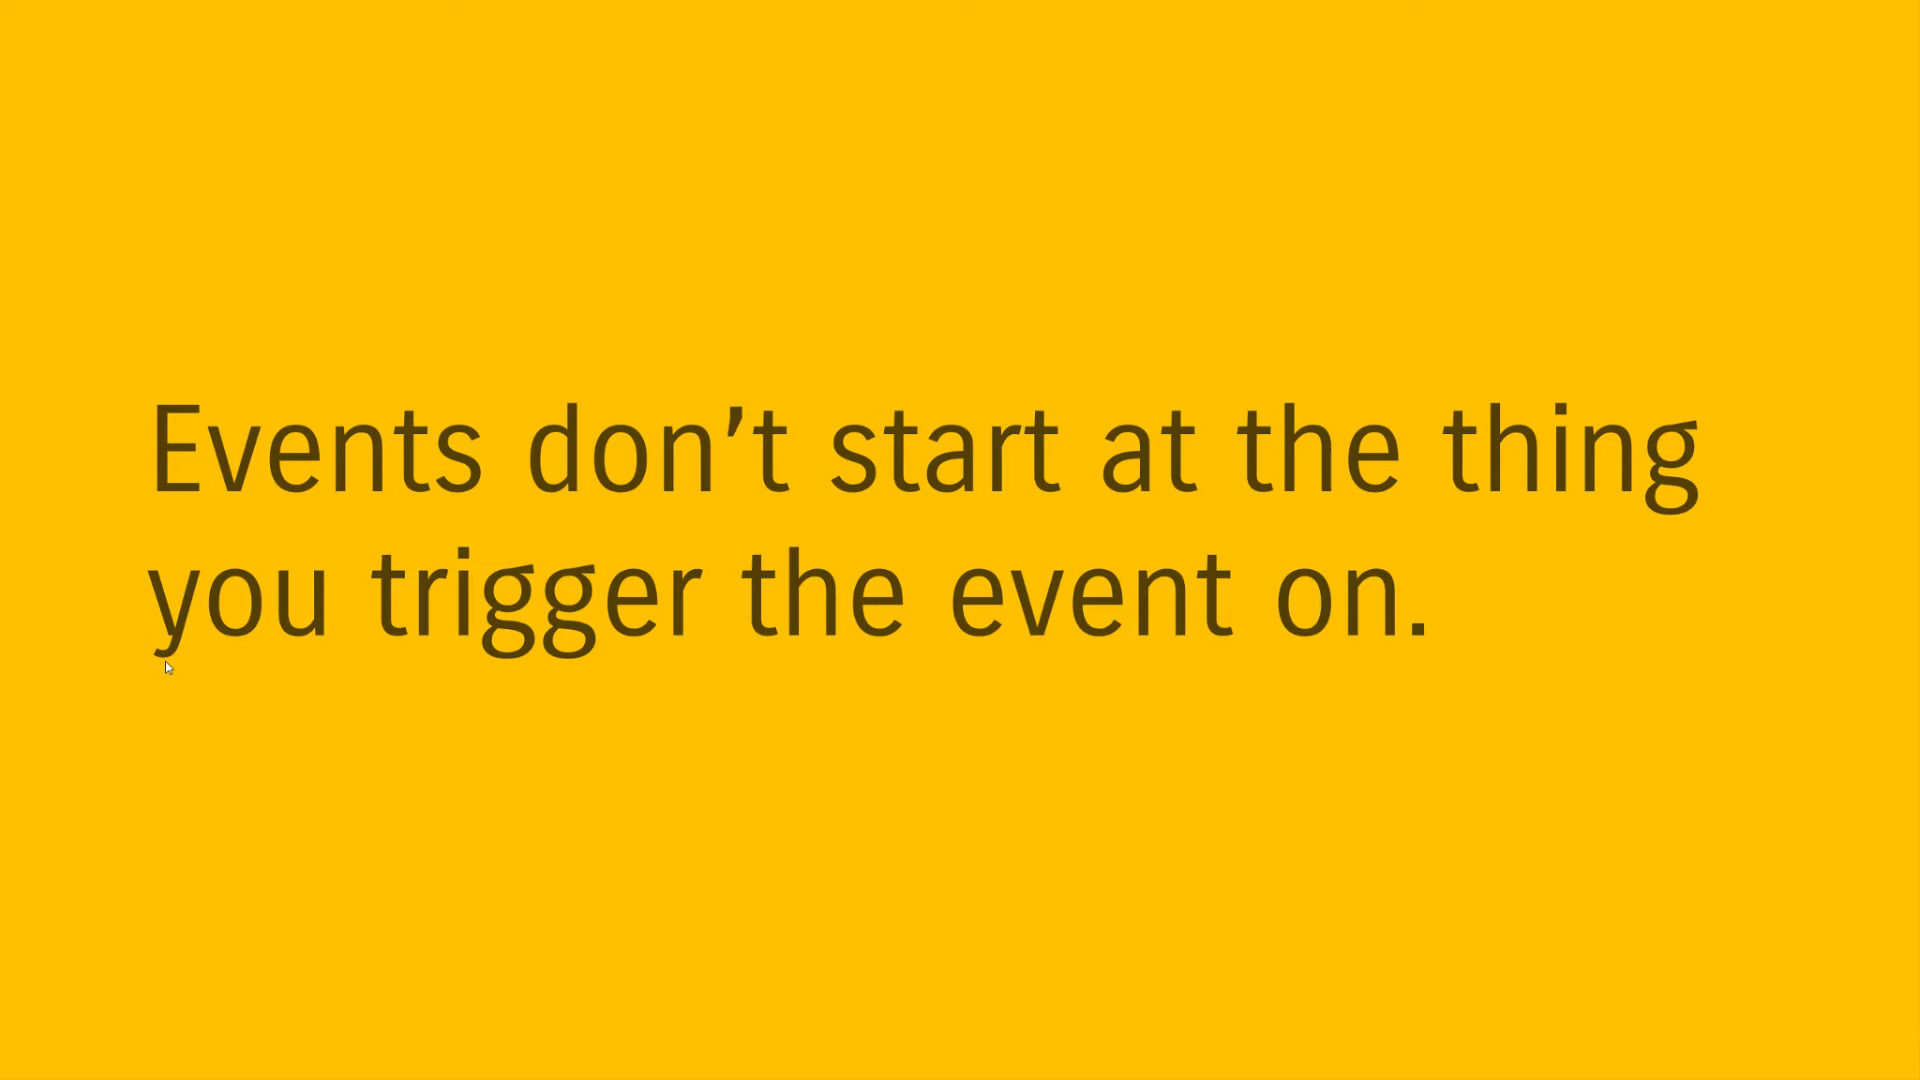 Events don’t start at the thing
you trigger the event on.